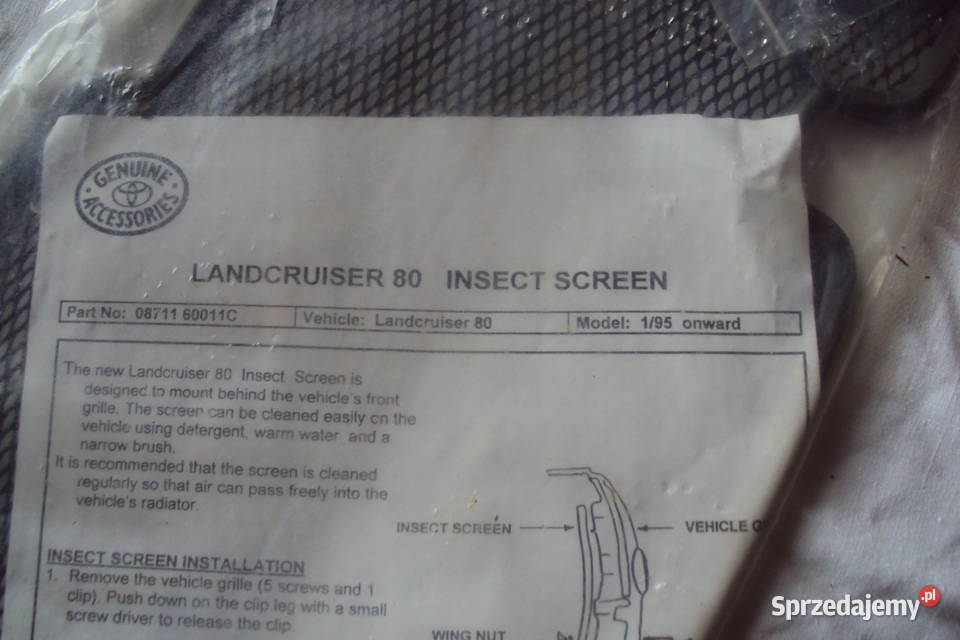 GENUINE
ACCESSORIES
LANDCRUISER 80 INSECT SCREEN
Part No: 08711 60011C Vehicle: Landcruiser 80 Model: 1/95 onward
The new Landcruiser 80 Insect Screen is
designed to mount behind the vehicle's front
grille. The screen can be cleaned easily on the
vehicle using detergent, warm water and a
narrow brush.
It is recommended that the screen is cleaned
regularly so that air can pass freely into the
vehicle's radiator.
INSECT SCREEN VEHICLE
INSECT SCREEN INSTALLATION
1. Remove the vehicle grille (5 screws and 1
clip). Push down on the clip leg with a small
screw driver to release the clip.
WING NUT
Sprzedajemy.pl